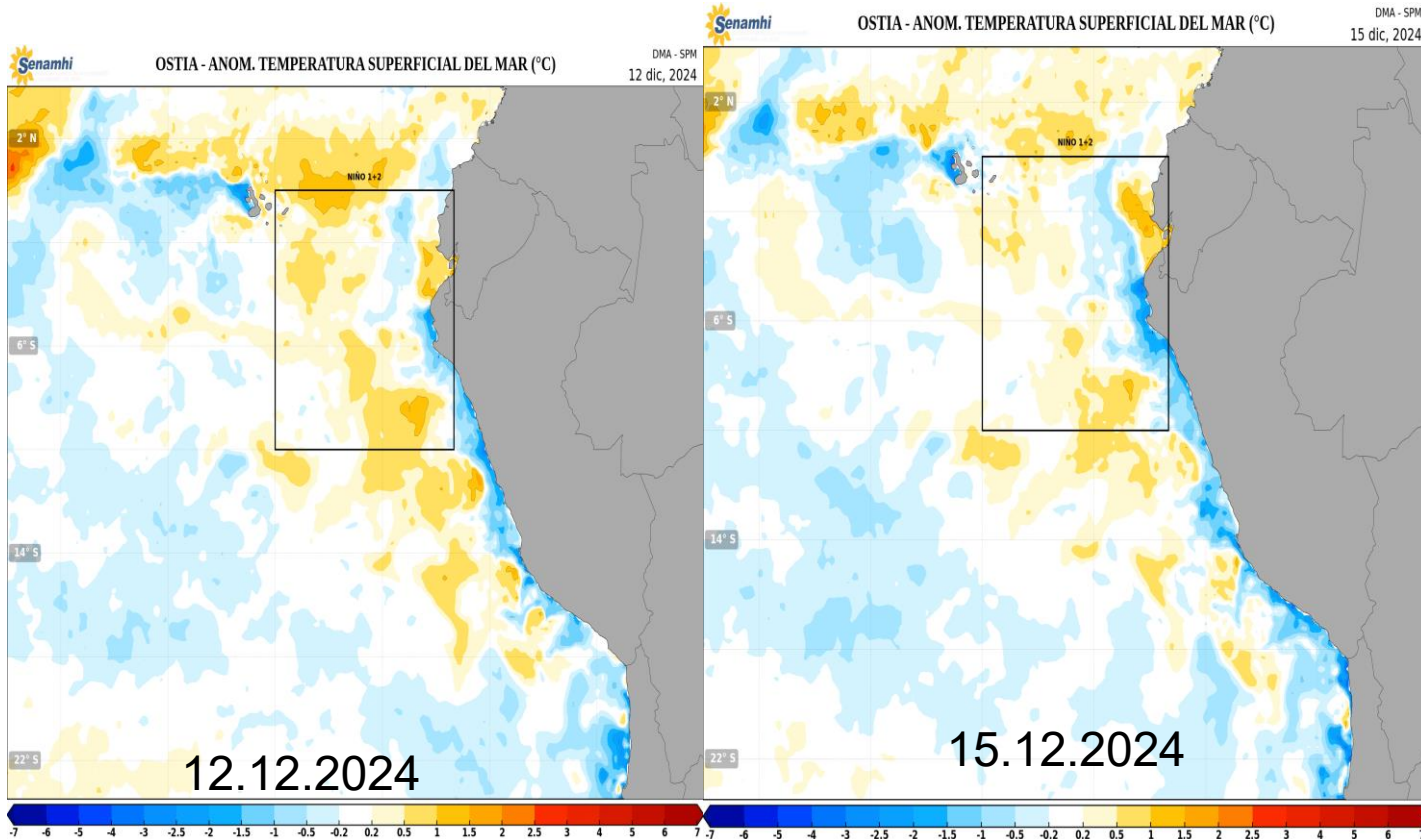 Senamhi
OSTIA - ANOM. TEMPERATURA SUPERFICIAL DEL MAR (°C)
DMA - SPM
12 dic, 2024
2° N
NIÑO 1+2
6° S
14° S
22° S
12.12.2024
-7 -6 -5 -4 -3 -2.5 -2 -1.5 -1 -0.5 -0.2 0.2 0.5 1 1.5 2 2.5 3 4 5 6 7
Senamhi
OSTIA - ANOM. TEMPERATURA SUPERFICIAL DEL MAR (°C)
DMA - SPM
15 dic, 2024
2° N
NIÑO 1+2
6° S
14° S
22° S
15.12.2024
-7 -6 -5 -4 -3 -2.5 -2 -1.5 -1 -0.5 -0.2 0.2 0.5 1 1.5 2 2.5 3 4 5 6